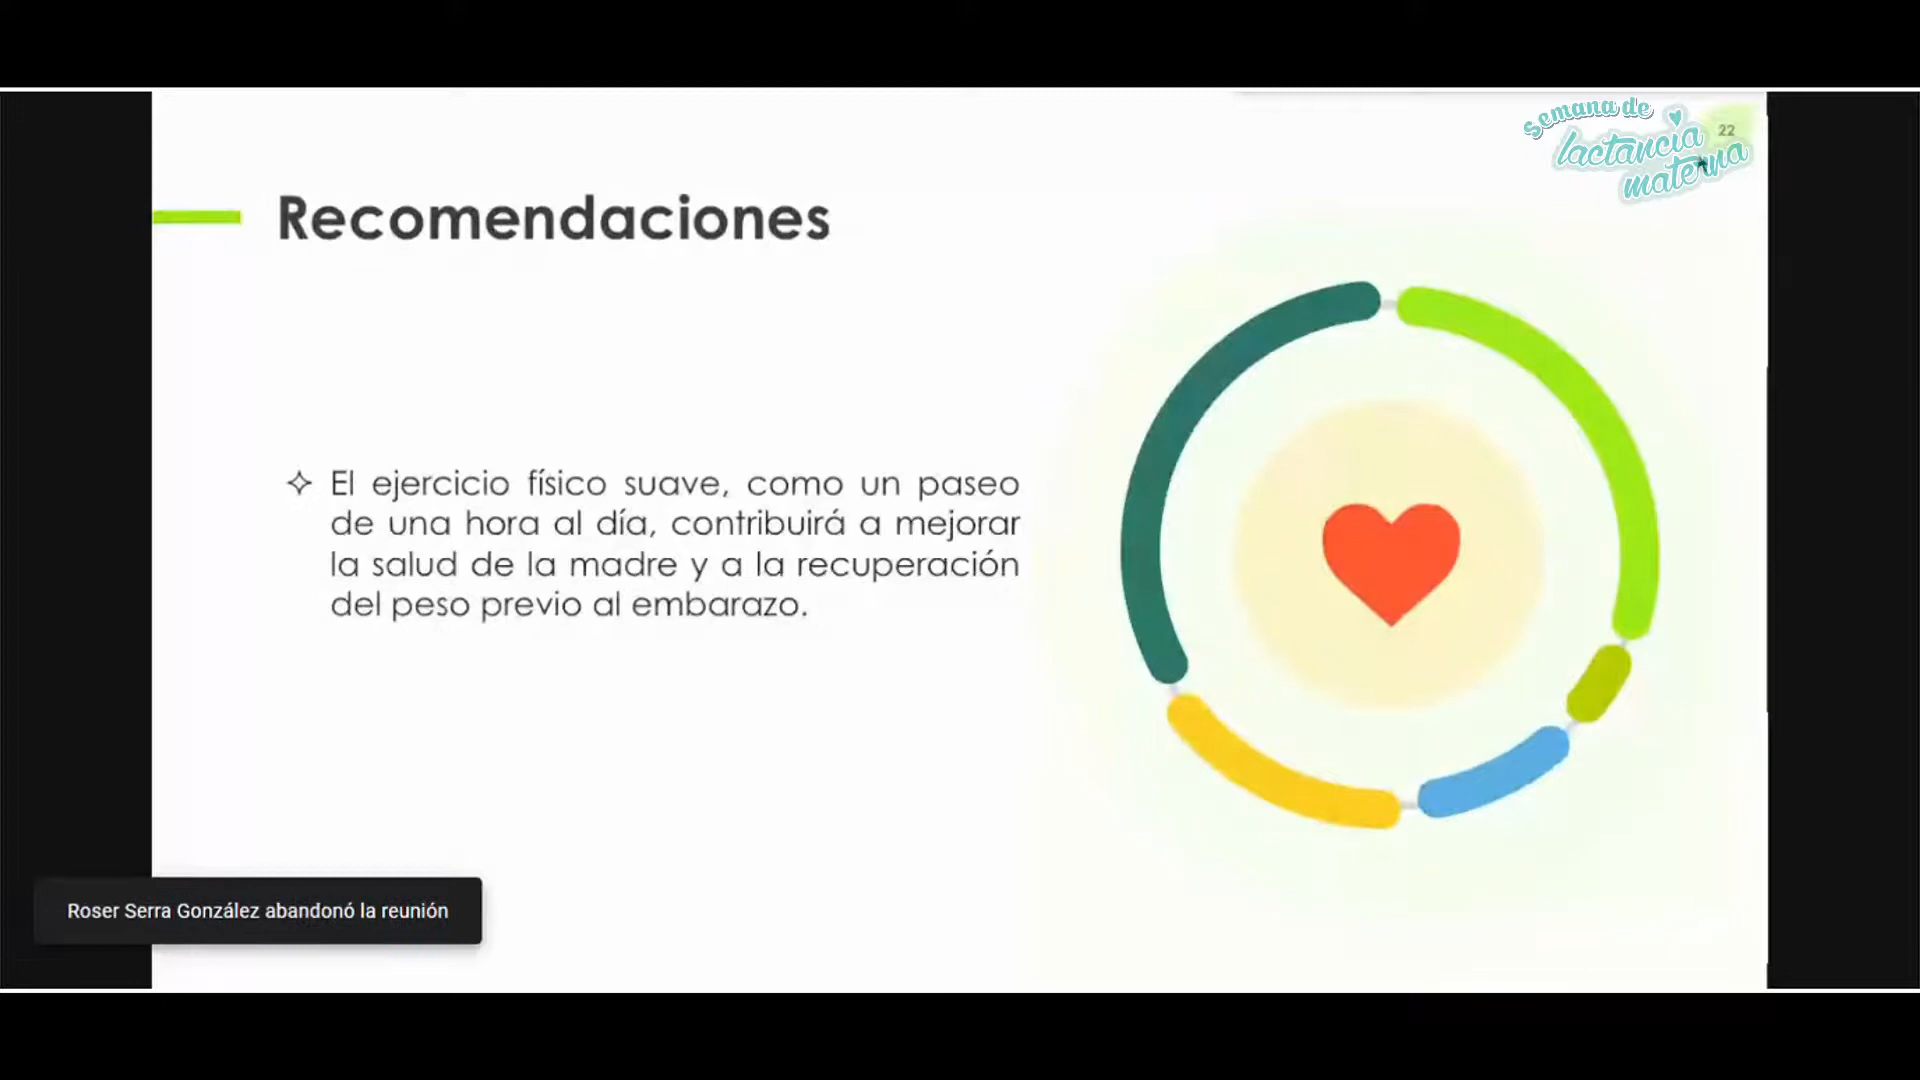 semana de
lactancia
materna
22
Recomendaciones
El ejercicio físico suave, como un paseo
de una hora al día, contribuirá a mejorar
la salud de la madre y a la recuperación
del peso previo al embarazo.
Roser Serra González abandonó la reunión